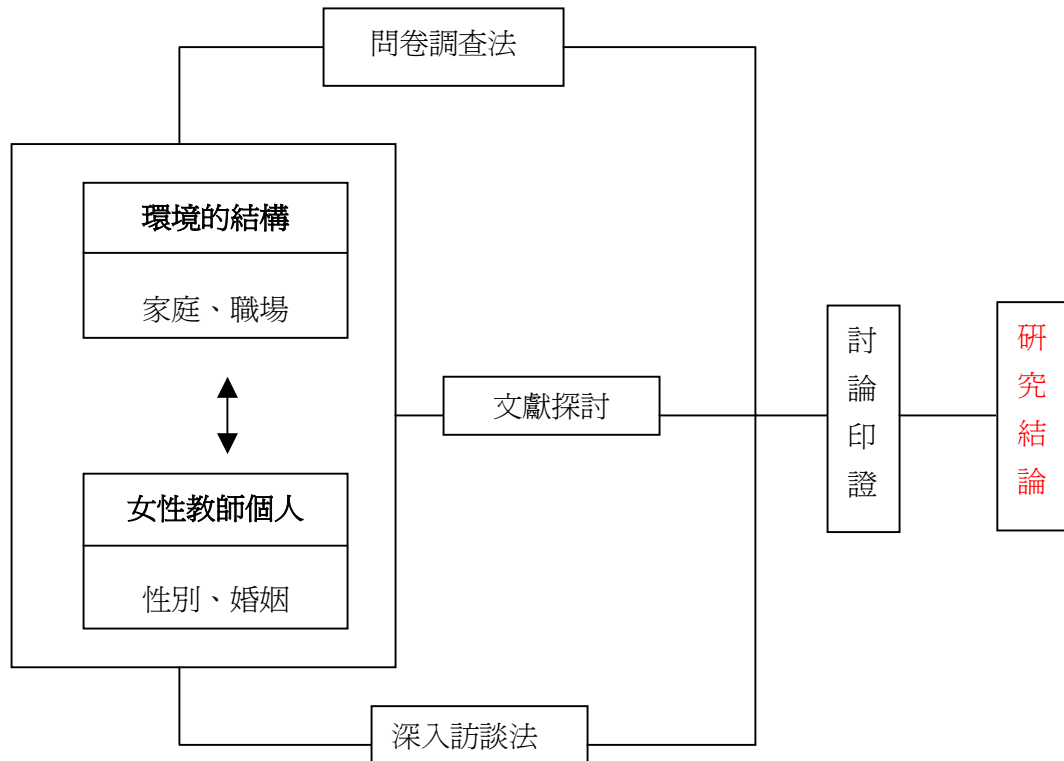 問卷調查法
環境的結構
家庭、職場
文獻探討
女性教師個人
性別、婚姻
深入訪談法
討論印證
研究結論